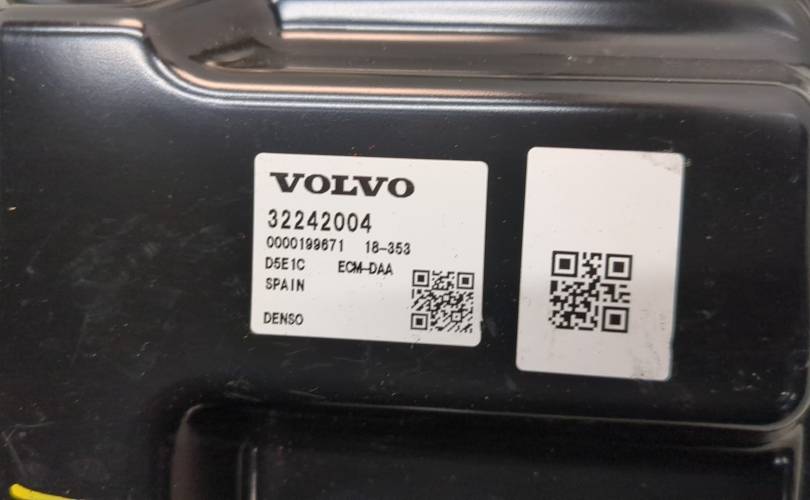 VOLVO
32242004
0000199671 18-353
D5E1C ECM-DAA
SPAIN
DENSO